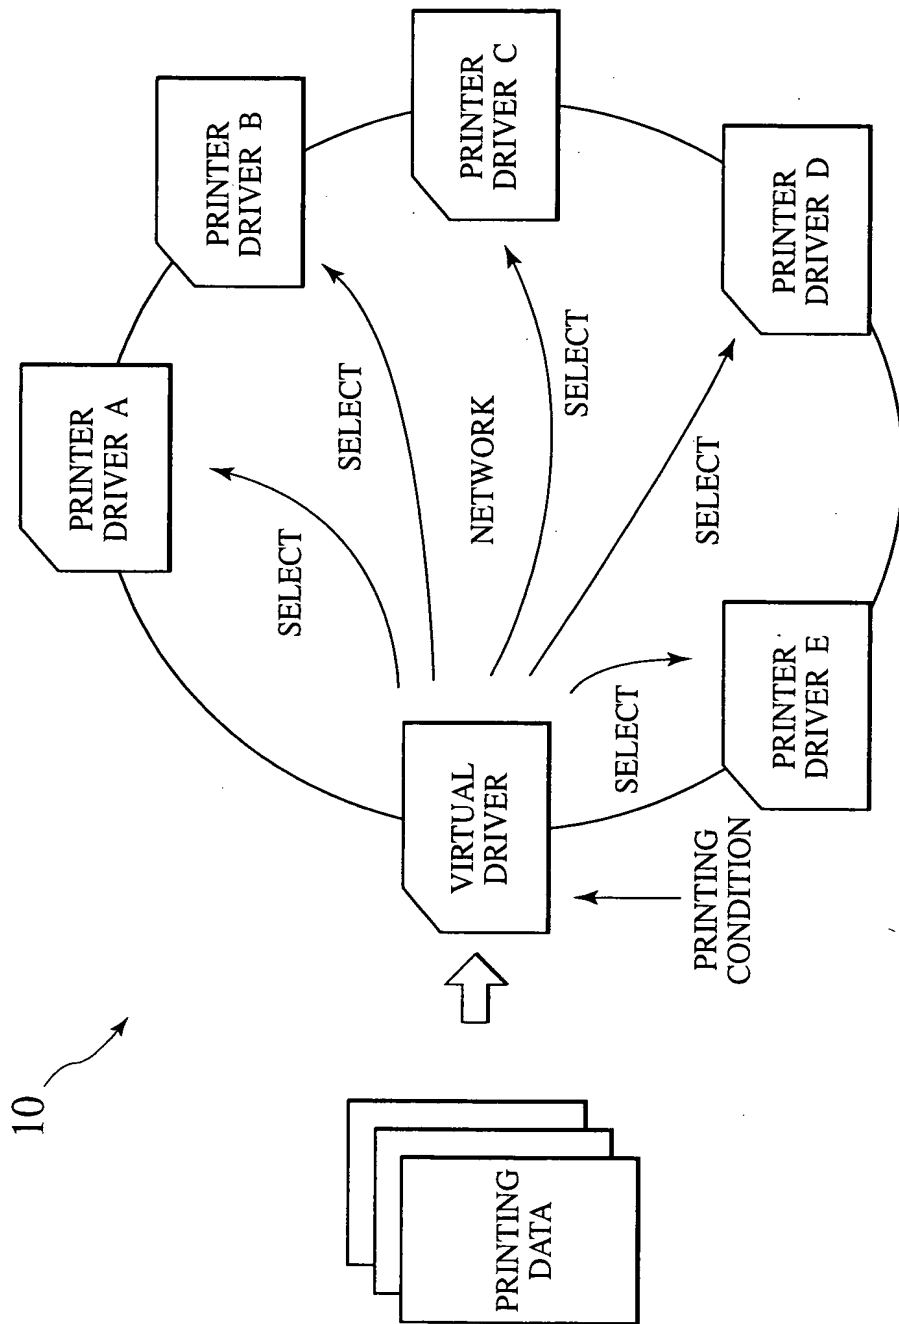 10
PRINTING
DATA
VIRTUAL
DRIVER
PRINTING
CONDITION
PRINTER
DRIVER A
PRINTER
DRIVER B
PRINTER
DRIVER C
PRINTER
DRIVER D
PRINTER
DRIVER E
SELECT
SELECT
NETWORK
SELECT
SELECT
SELECT